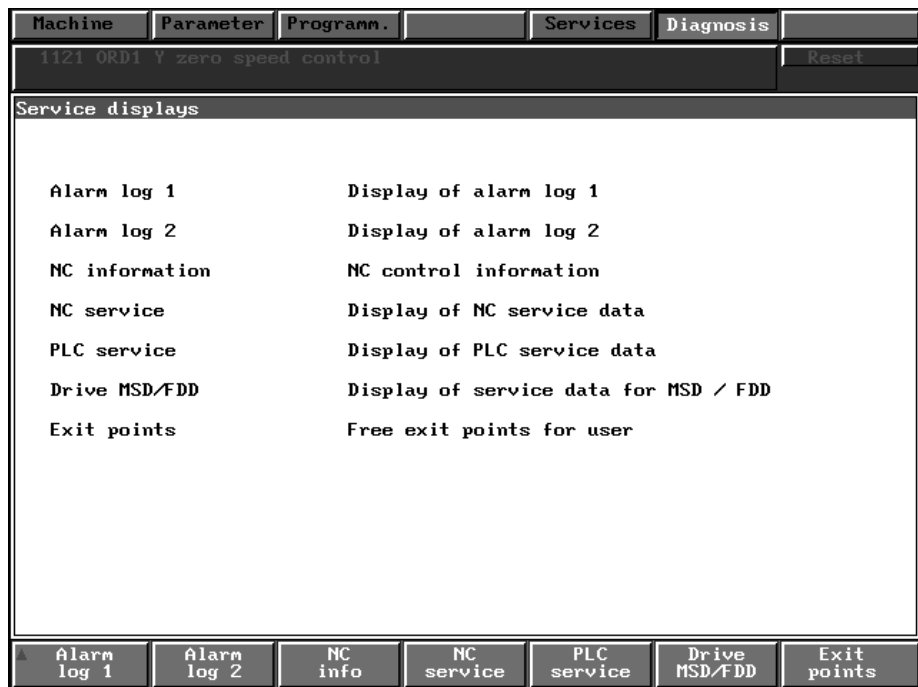 Machine Parameter Programm. Services Diagnosis
1121 ORD1 Y zero speed control Reset
Service displays
Alarm log 1 Display of alarm log 1
Alarm log 2 Display of alarm log 2
NC information NC control information
NC service Display of NC service data
PLC service Display of PLC service data
Drive MSD/FDD Display of service data for MSD / FDD
Exit points Free exit points for user
Alarm Alarm NC NC PLC Drive Exit
log 1 log 2 info service service MSD/FDD points